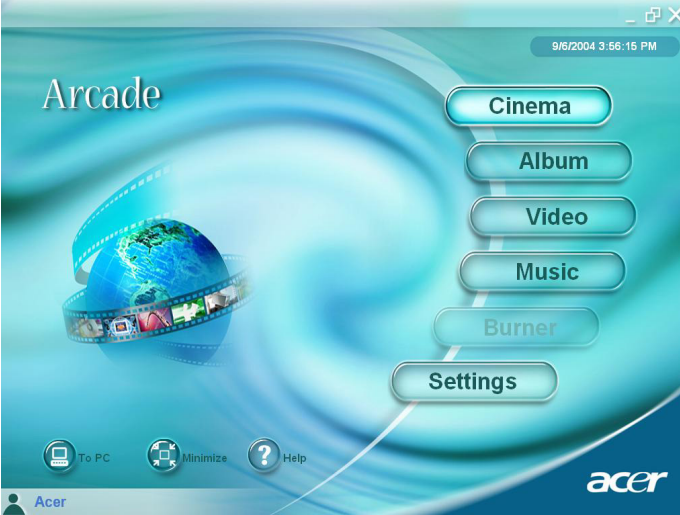 9/6/2004 3:56:15 PM
Arcade
Cinema
Album
Video
Music
Burner
Settings
To PC
Minimize
? Help
acer
Acer